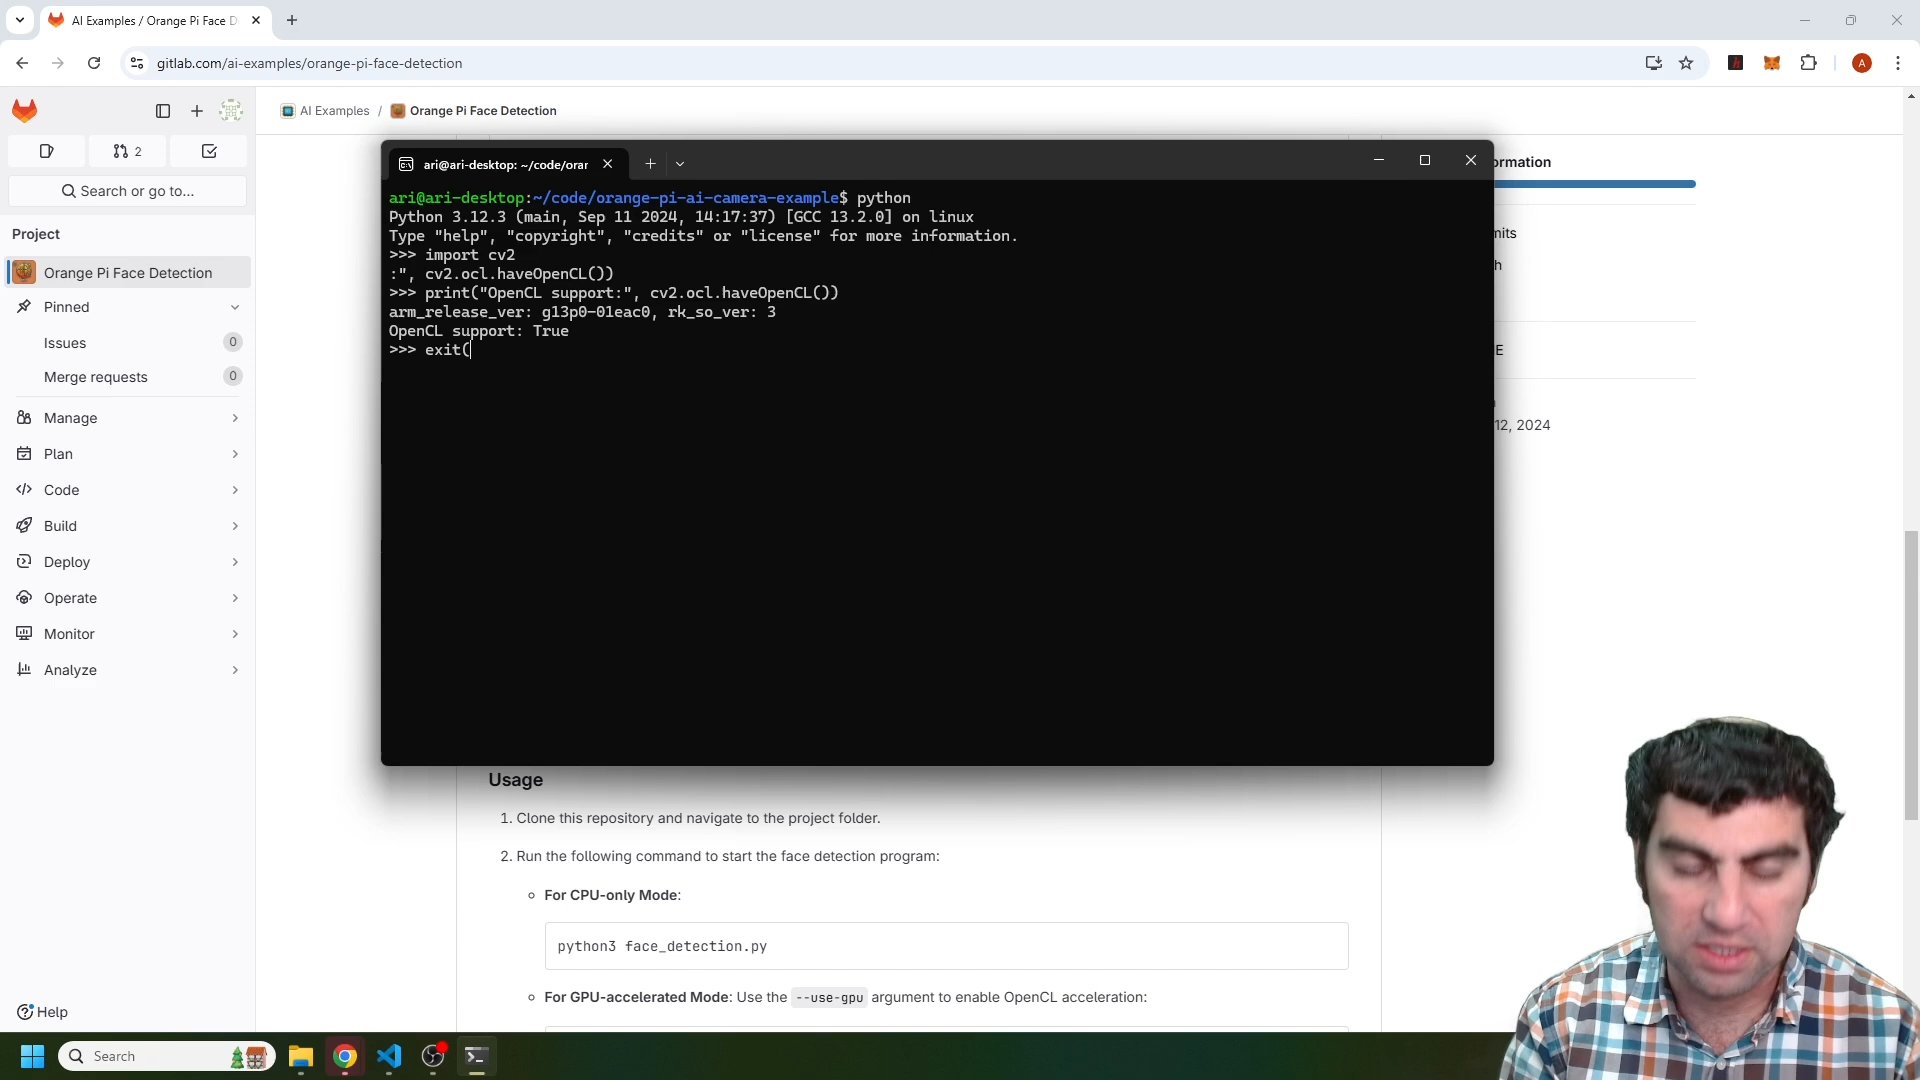 AI Examples / Orange Pi Face D
gitlab.com/ai-examples/orange-pi-face-detection
A
AI Examples / Orange Pi Face Detection
2
Search or go to...
Project
Orange Pi Face Detection
Pinned
Issues 0
Merge requests 0
Manage
Plan
Code
Build
Deploy
Operate
Monitor
Analyze
Help
ari@ari-desktop: ~/code/orar
ari@ari-desktop:~/code/orange-pi-ai-camera-example$ python
Python 3.12.3 (main, Sep 11 2024, 14:17:37) [GCC 13.2.0] on linux
Type "help", "copyright", "credits" or "license" for more information.
>>> import cv2
:", cv2.ocl.haveOpenCL())
>>> print("OpenCL support:", cv2.ocl.haveOpenCL())
arm_release_ver: g13p0-01eac0, rk_so_ver: 3
OpenCL support: True
>>> exit(
ormation
mits
h
E
12, 2024
Usage
1. Clone this repository and navigate to the project folder.
2. Run the following command to start the face detection program:
For CPU-only Mode:
python3 face_detection.py
For GPU-accelerated Mode: Use the --use-gpu argument to enable OpenCL acceleration:
Search